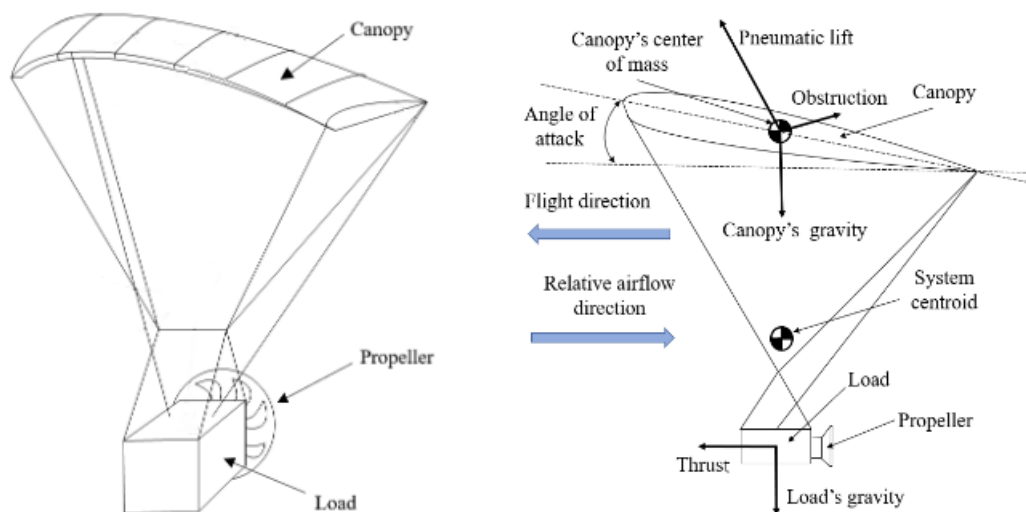 Canopy
Propeller
Load
Canopy's center
of mass
Pneumatic lift
Obstruction
Canopy
Angle of
attack
Flight direction
Canopy's gravity
Relative airflow
direction
System
centroid
Load
Propeller
Thrust
Load's gravity